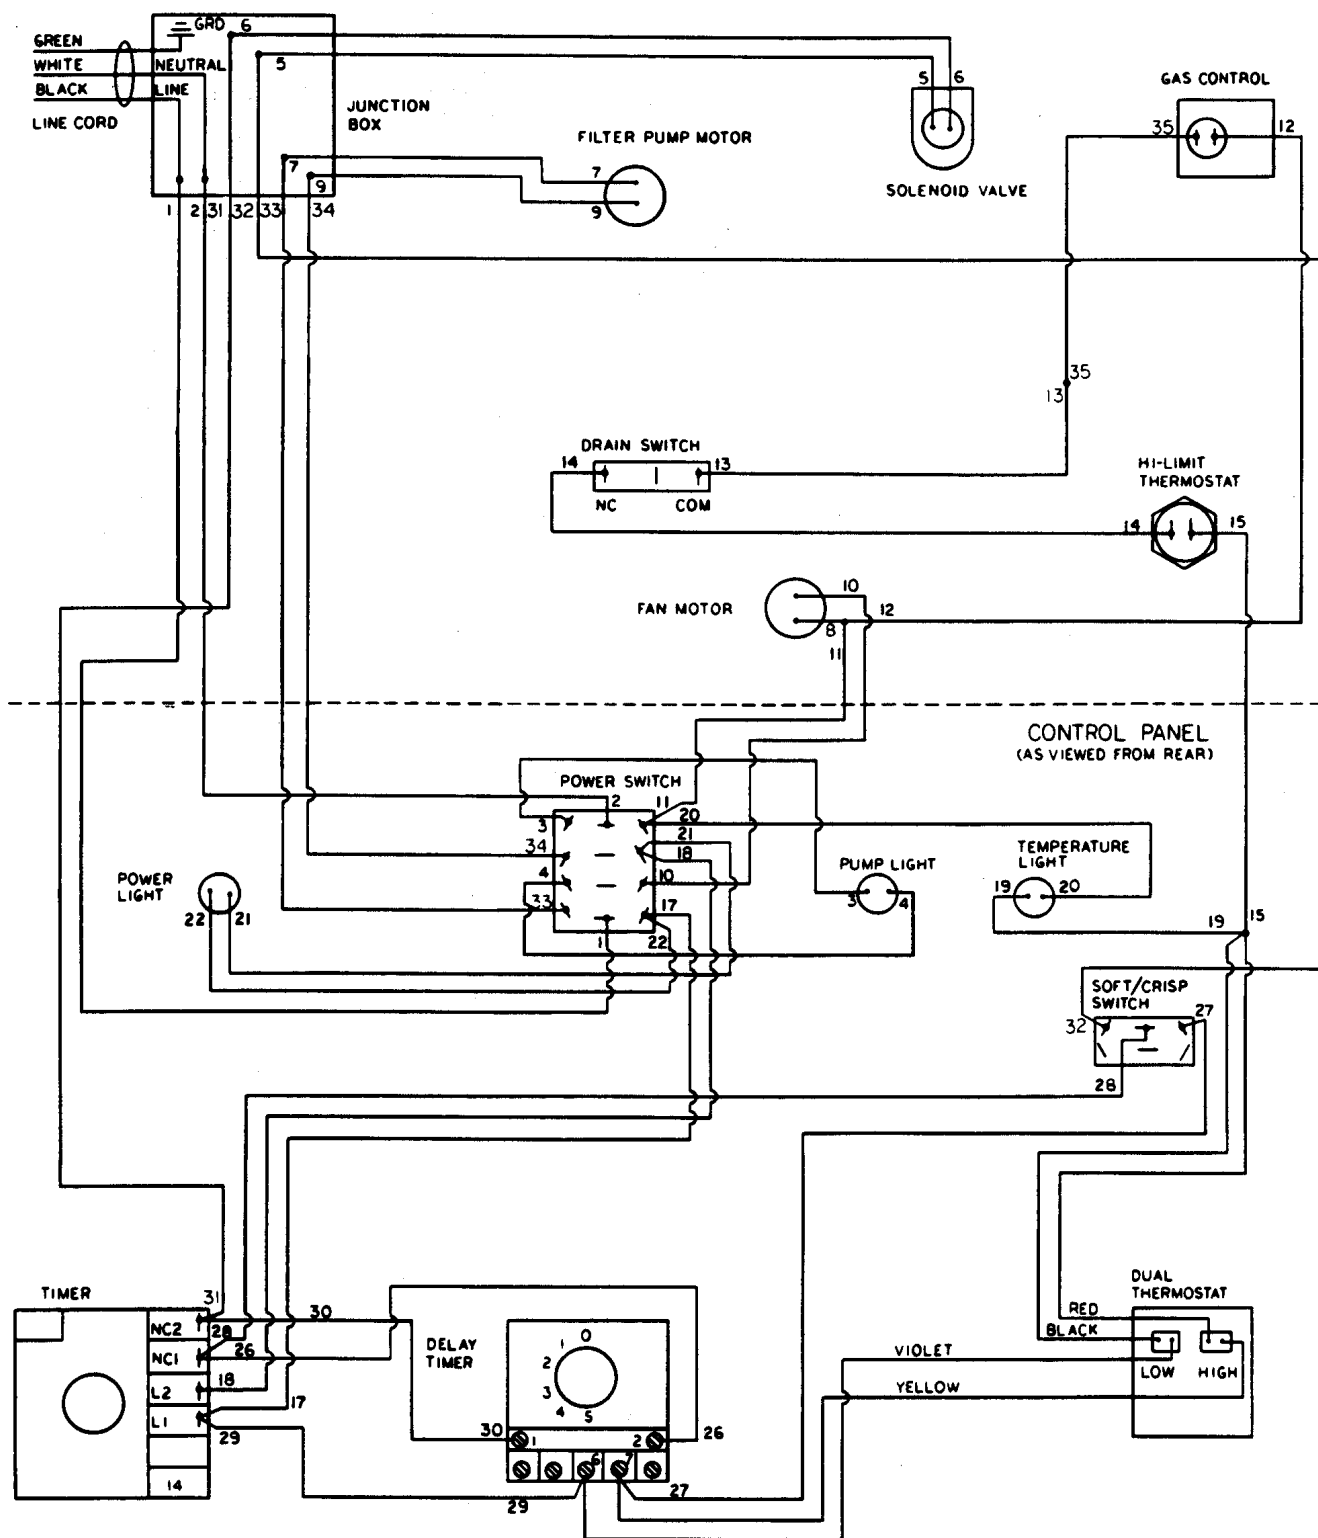 GRD
6
GREEN
WHITE
NEUTRAL
5
BLACK
LINE
LINE CORD
JUNCTION
BOX
7
9
1
2
31
32
33
34
FILTER PUMP MOTOR
7
9
5
6
SOLENOID VALVE
GAS CONTROL
35
12
35
13
DRAIN SWITCH
14
13
NC
COM
HI-LIMIT
THERMOSTAT
14
15
FAN MOTOR
10
8
12
11
CONTROL PANEL
(AS VIEWED FROM REAR)
POWER SWITCH
2
11
3
20
21
34
18
4
10
33
17
1
22
POWER
LIGHT
22
21
PUMP LIGHT
3
4
TEMPERATURE
LIGHT
19
20
19
15
SOFT/CRISP
SWITCH
32
27
28
TIMER
31
NC2
28
30
NC1
26
L2
18
L1
17
29
14
DELAY
TIMER
0
1
2
3
4
5
30
1
2
26
6
7
29
27
DUAL
THERMOSTAT
RED
BLACK
VIOLET
LOW
HIGH
YELLOW